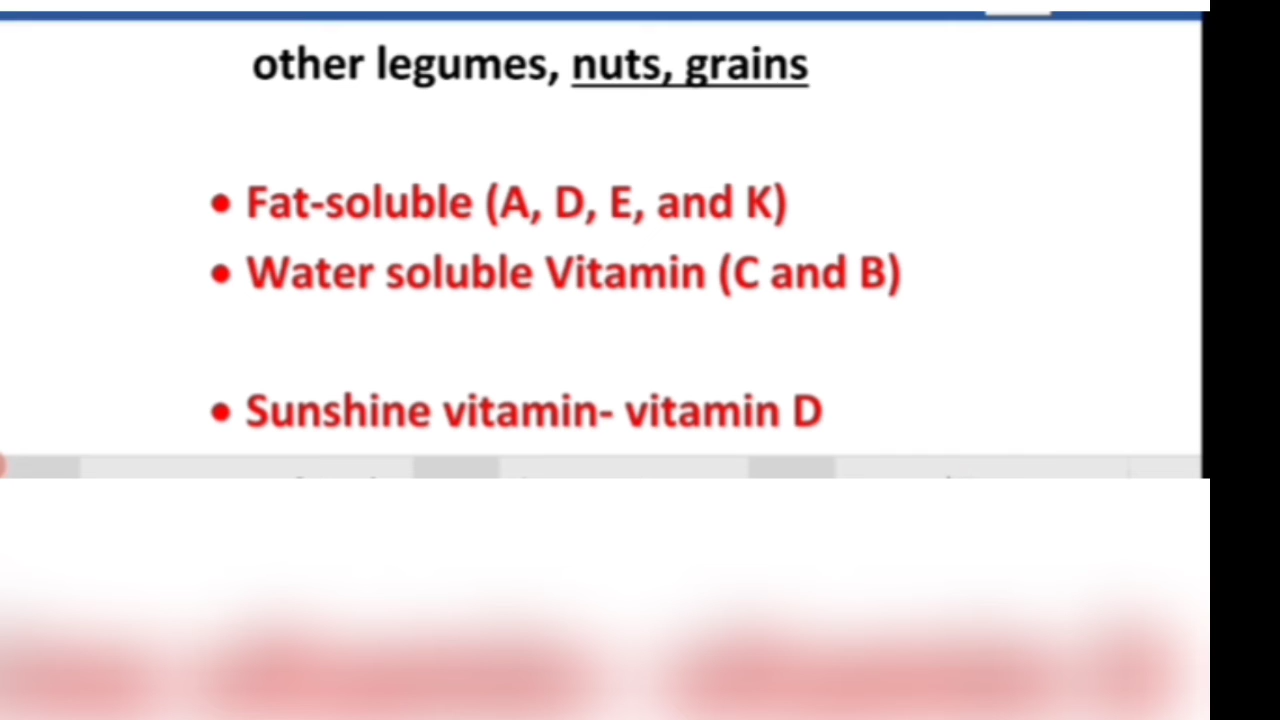 other legumes, nuts, grains
• Fat-soluble (A, D, E, and K)
• Water soluble Vitamin (C and B)
• Sunshine vitamin- vitamin D